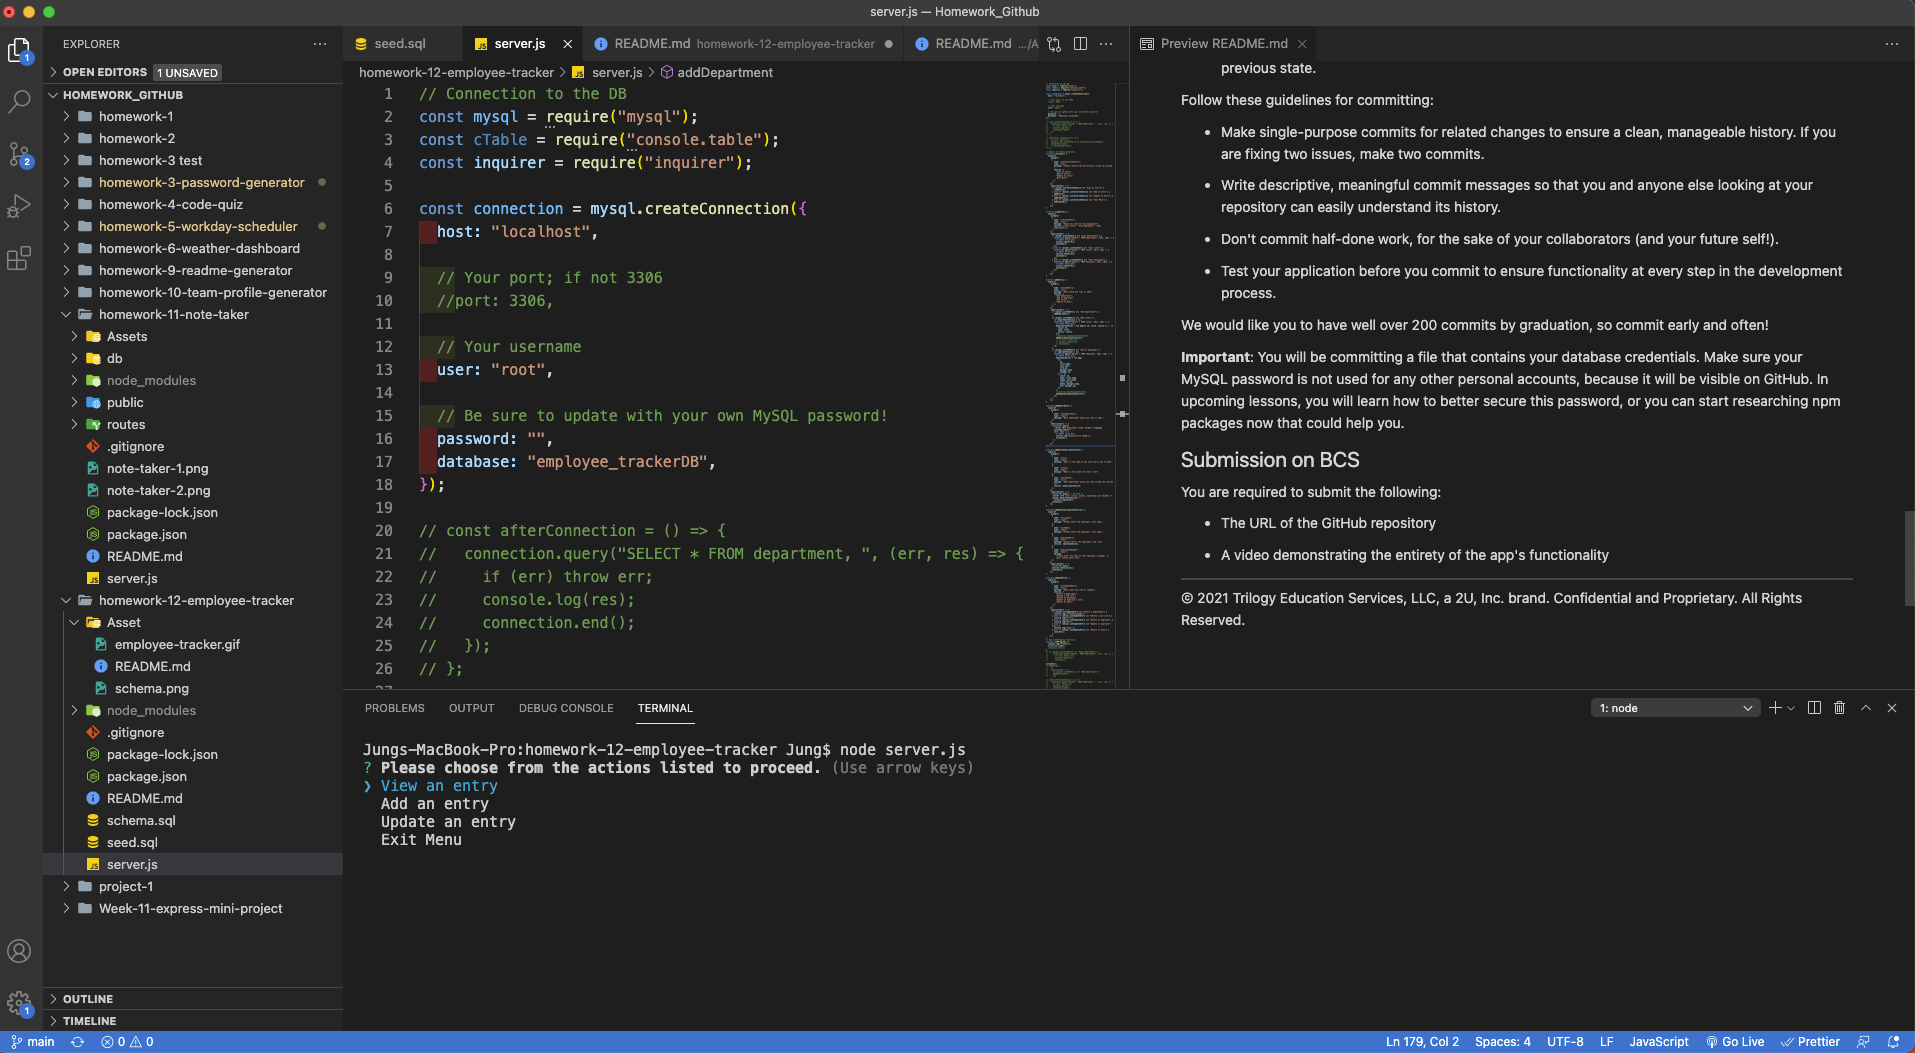 server.js — Homework_Github
EXPLORER
OPEN EDITORS 1 UNSAVED
HOMEWORK_GITHUB
homework-1
homework-2
homework-3 test
homework-3-password-generator
homework-4-code-quiz
homework-5-workday-scheduler
homework-6-weather-dashboard
homework-9-readme-generator
homework-10-team-profile-generator
homework-11-note-taker
Assets
db
node_modules
public
routes
.gitignore
note-taker-1.png
note-taker-2.png
package-lock.json
package.json
README.md
server.js
homework-12-employee-tracker
Asset
employee-tracker.gif
README.md
schema.png
node_modules
.gitignore
package-lock.json
package.json
README.md
schema.sql
seed.sql
server.js
project-1
Week-11-express-mini-project
OUTLINE
TIMELINE
seed.sql
server.js
README.md homework-12-employee-tracker
README.md .../A
homework-12-employee-tracker > server.js > addDepartment
1 // Connection to the DB
2 const mysql = require("mysql");
3 const cTable = require("console.table");
4 const inquirer = require("inquirer");
5
6 const connection = mysql.createConnection({
7 host: "localhost",
8
9 // Your port; if not 3306
10 //port: 3306,
11
12 // Your username
13 user: "root",
14
15 // Be sure to update with your own MySQL password!
16 password: "",
17 database: "employee_trackerDB",
18 });
19
20 // const afterConnection = () => {
21 // connection.query("SELECT * FROM department, ", (err, res) => {
22 // if (err) throw err;
23 // console.log(res);
24 // connection.end();
25 // });
26 // };
Preview README.md
previous state.
Follow these guidelines for committing:
• Make single-purpose commits for related changes to ensure a clean, manageable history. If you
are fixing two issues, make two commits.
• Write descriptive, meaningful commit messages so that you and anyone else looking at your
repository can easily understand its history.
• Don't commit half-done work, for the sake of your collaborators (and your future self!).
• Test your application before you commit to ensure functionality at every step in the development
process.
We would like you to have well over 200 commits by graduation, so commit early and often!
Important: You will be committing a file that contains your database credentials. Make sure your
MySQL password is not used for any other personal accounts, because it will be visible on GitHub. In
upcoming lessons, you will learn how to better secure this password, or you can start researching npm
packages now that could help you.
Submission on BCS
You are required to submit the following:
• The URL of the GitHub repository
• A video demonstrating the entirety of the app's functionality
© 2021 Trilogy Education Services, LLC, a 2U, Inc. brand. Confidential and Proprietary. All Rights
Reserved.
PROBLEMS OUTPUT DEBUG CONSOLE TERMINAL
1: node
Jungs-MacBook-Pro:homework-12-employee-tracker Jung$ node server.js
? Please choose from the actions listed to proceed. (Use arrow keys)
❯ View an entry
Add an entry
Update an entry
Exit Menu
main 0 0
Ln 179, Col 2 Spaces: 4 UTF-8 LF JavaScript Go Live Prettier